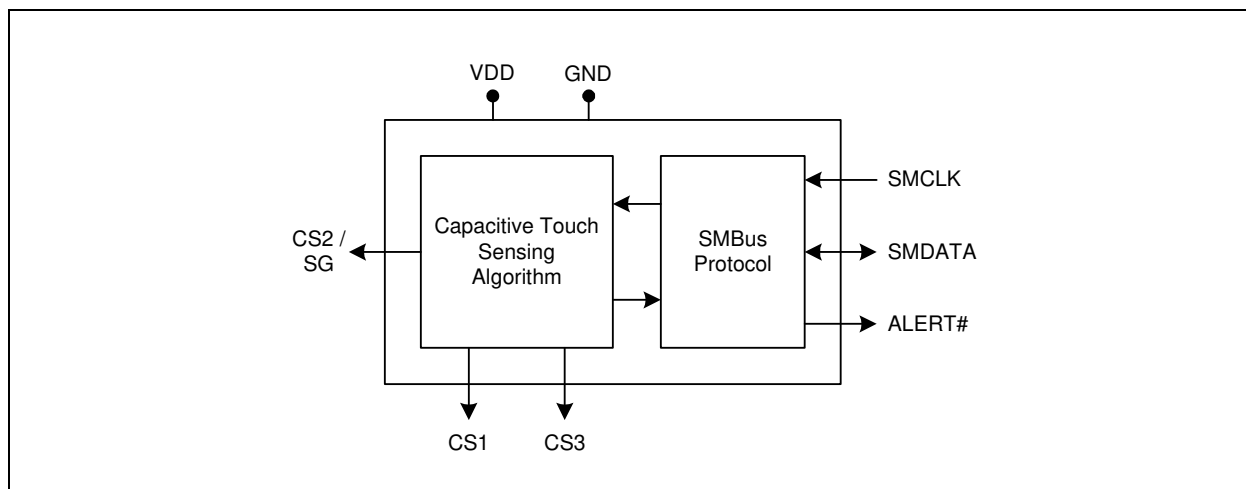 VDD
GND
SMCLK
CS2 /
SG
Capacitive Touch
Sensing
Algorithm
SMBus
Protocol
SMDATA
ALERT#
CS1
CS3